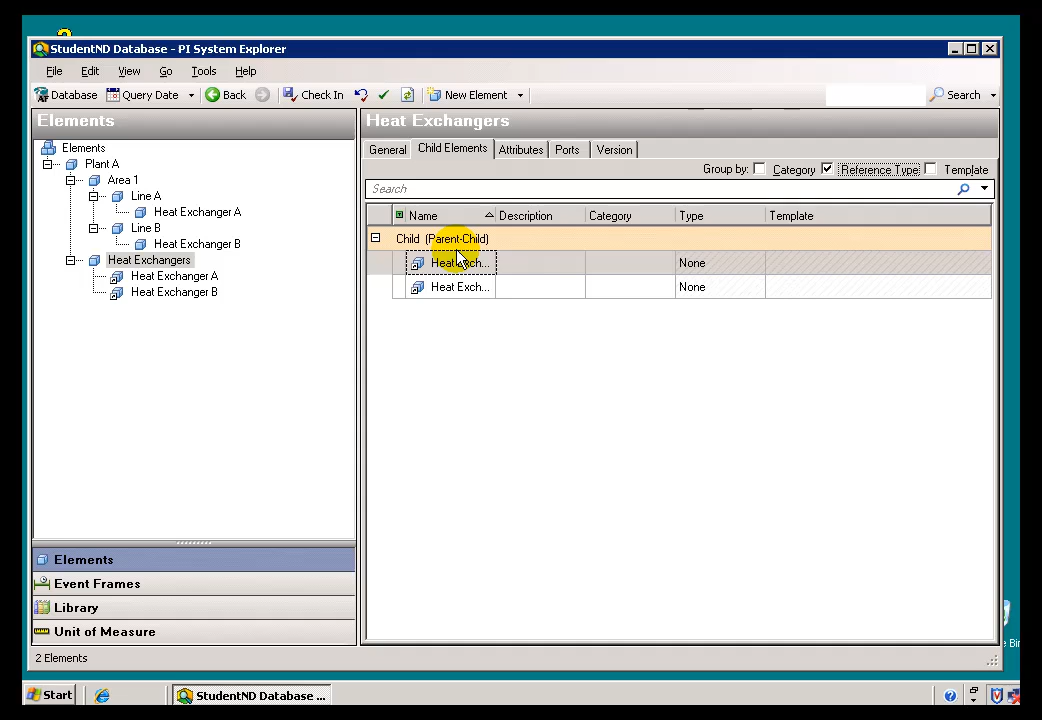 StudentND Database - PI System Explorer
File Edit View Go Tools Help
Database Query Date Back Check In New Element Search
Elements
Elements
Plant A
Area 1
Line A
Heat Exchanger A
Line B
Heat Exchanger B
Heat Exchangers
Heat Exchanger A
Heat Exchanger B
Elements
Event Frames
Library
Unit of Measure
Heat Exchangers
General Child Elements Attributes Ports Version
Group by: Category Reference Type Template
Search
Name Description Category Type Template
Child (Parent-Child)
Heat Exch... None
Heat Exch... None
2 Elements
Bin
Start StudentND Database ...